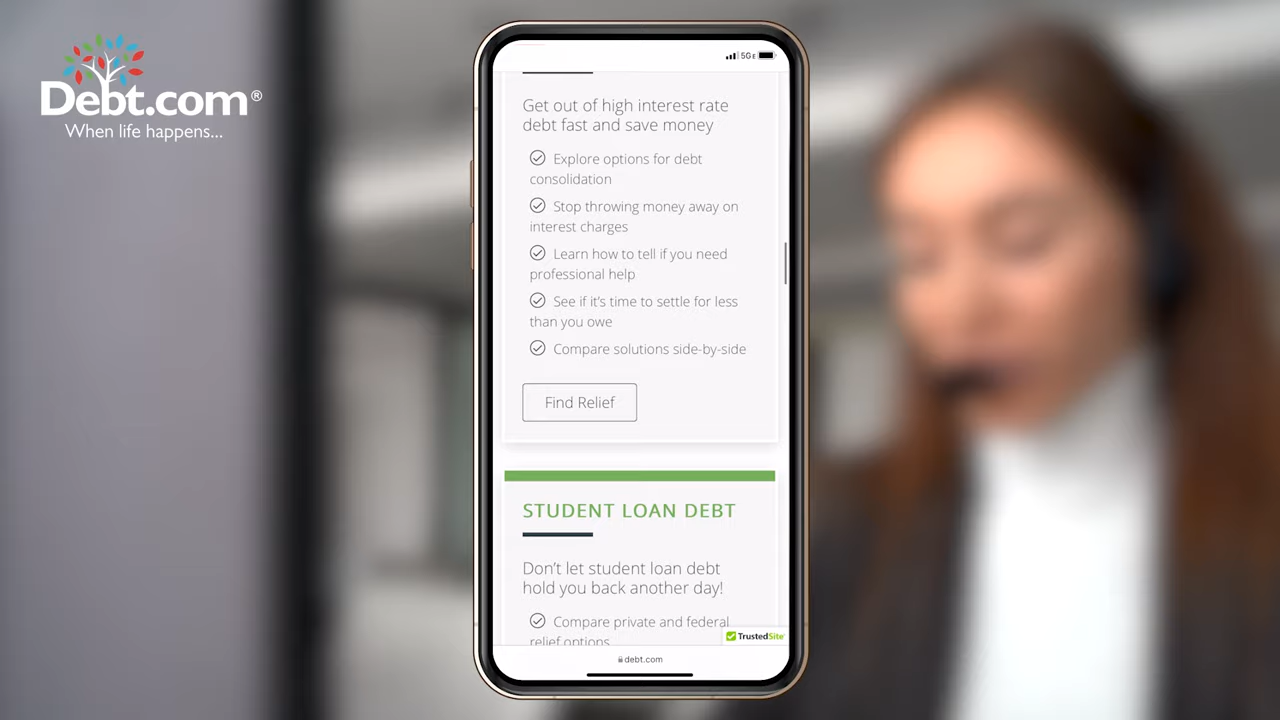 Debt.com®
When life happens...
5GE
Get out of high interest rate
debt fast and save money
Explore options for debt
consolidation
Stop throwing money away on
interest charges
Learn how to tell if you need
professional help
See if it's time to settle for less
than you owe
Compare solutions side-by-side
Find Relief
STUDENT LOAN DEBT
Don't let student loan debt
hold you back another day!
Compare private and federal
relief options
TrustedSite
debt.com